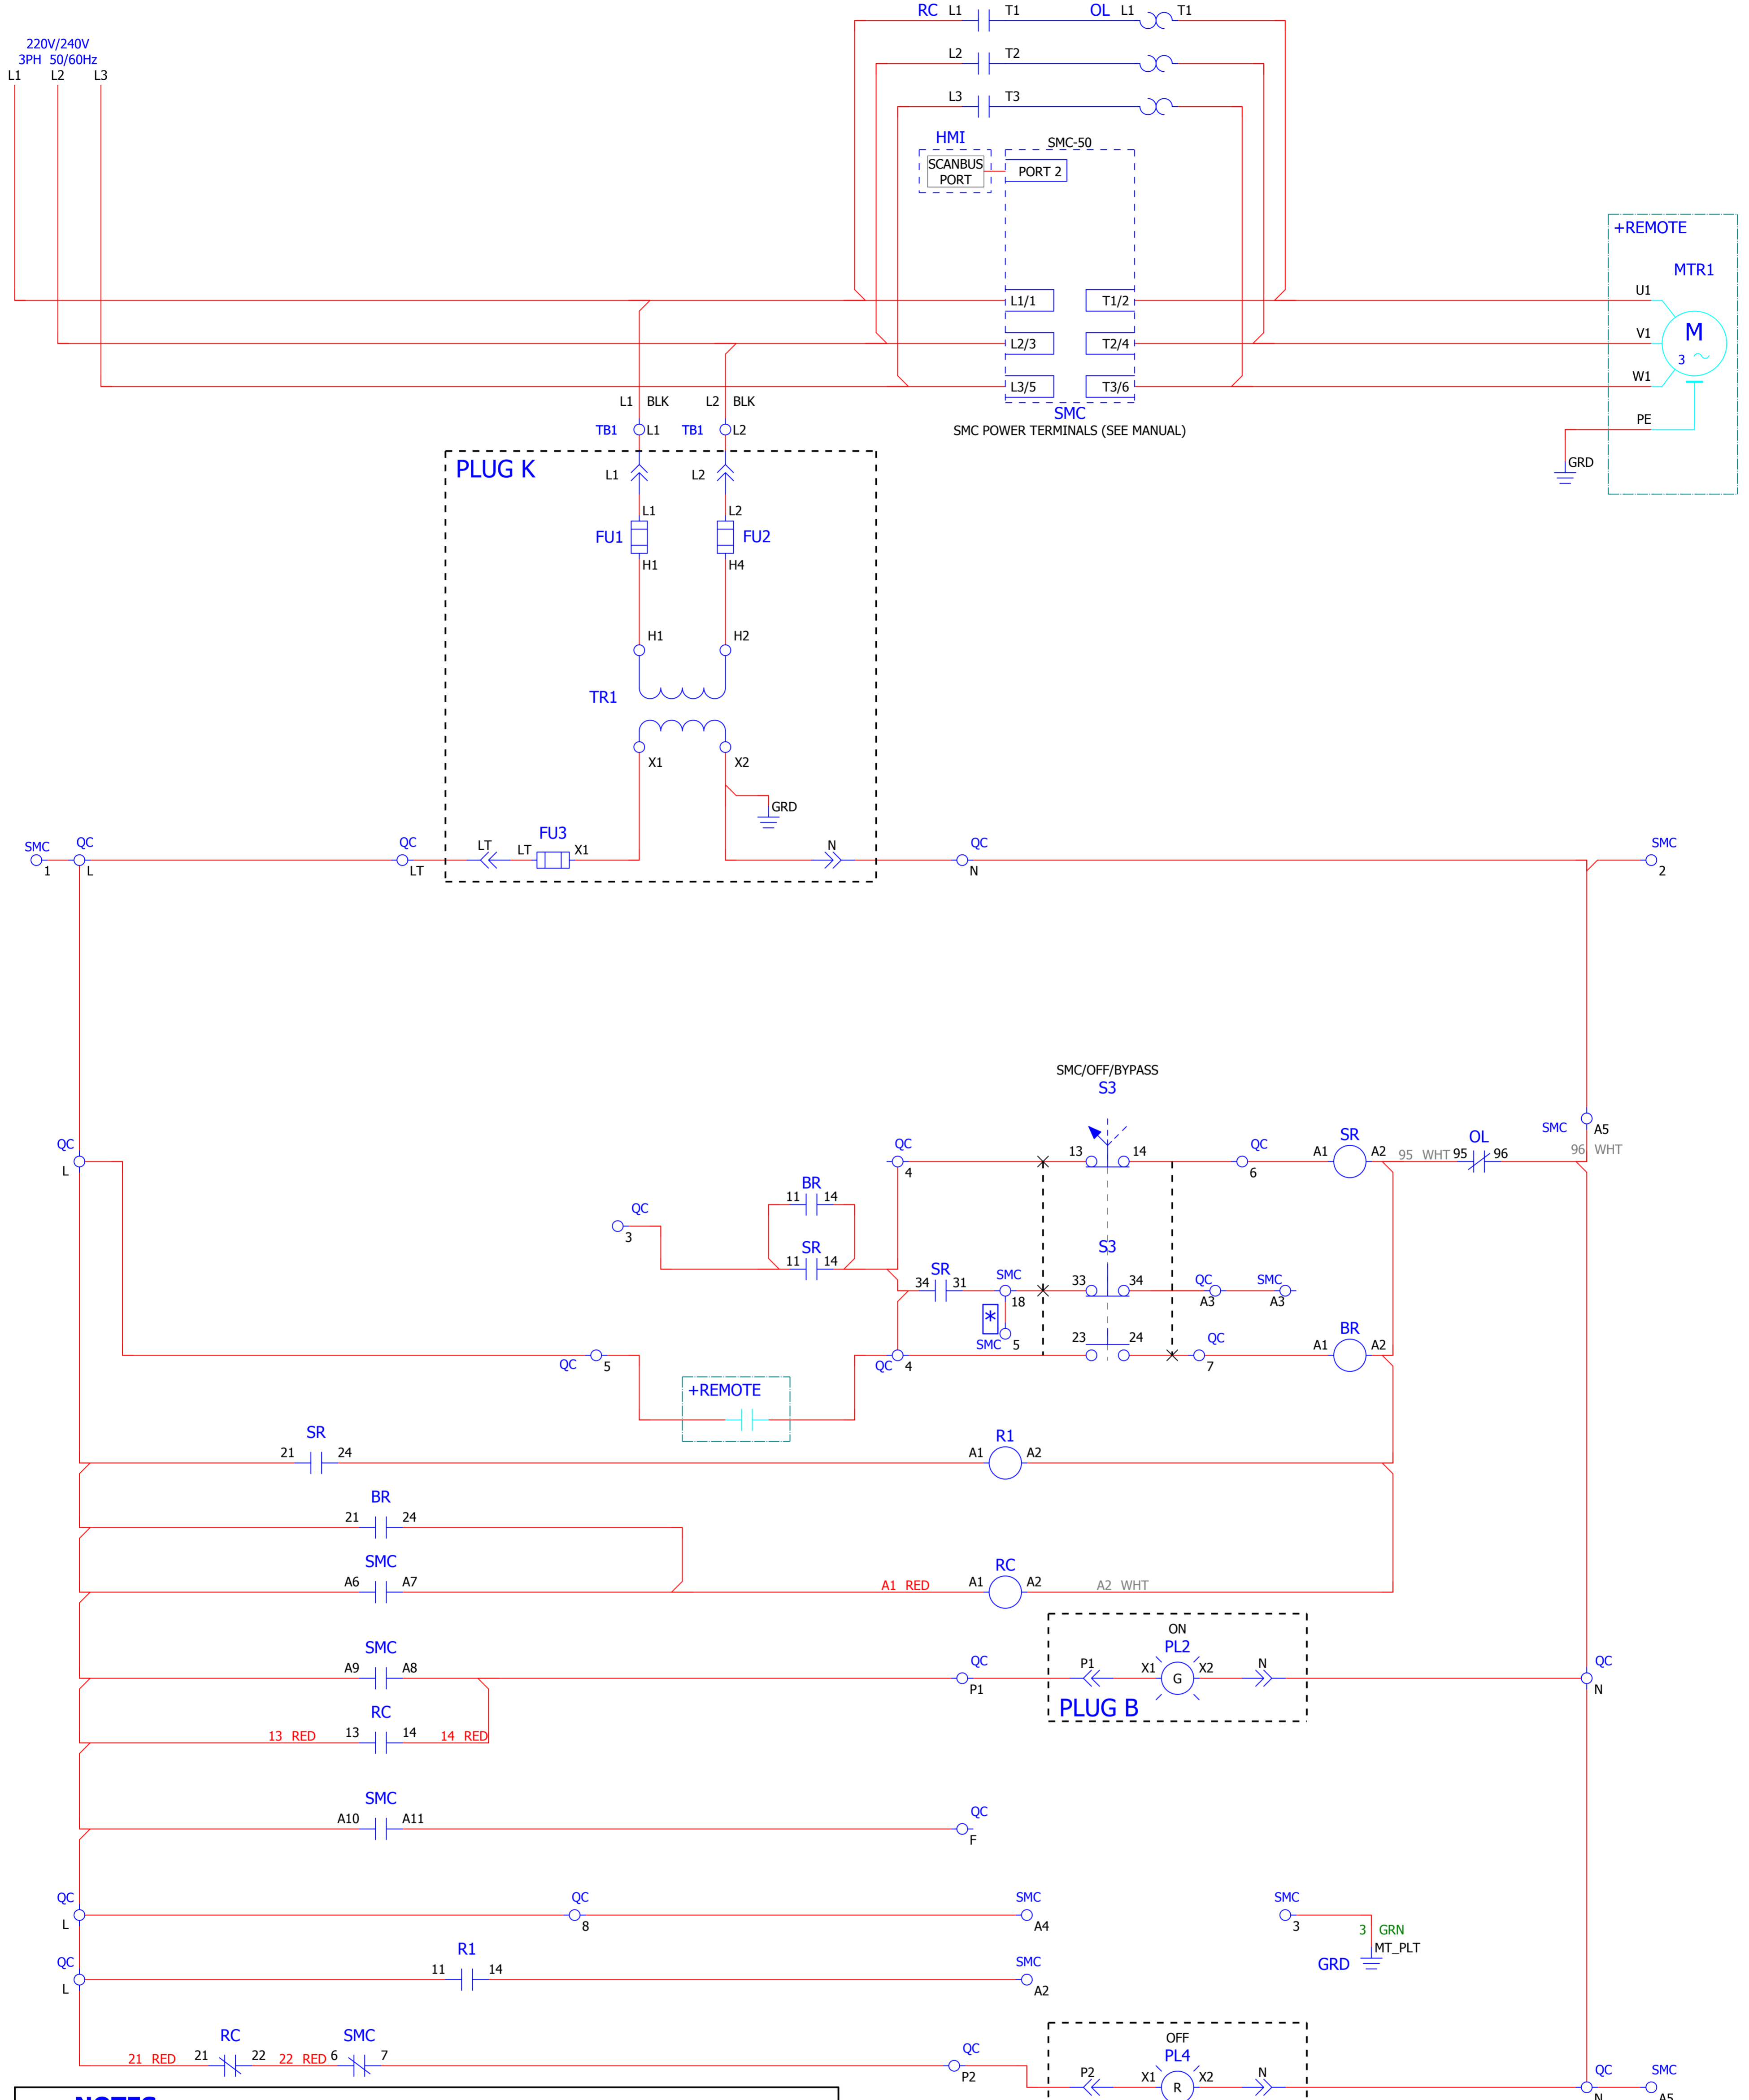 RC L1 T1 OL L1 T1
220V/240V
3PH 50/60Hz
L1 L2 L3
L2 T2
L3 T3
HMI
SMC-50
SCANBUS
PORT
PORT 2
+REMOTE
MTR1
L1/1 T1/2 U1
L2/3 T2/4 V1 M
3
L3/5 T3/6 W1
L1 BLK L2 BLK
SMC
PE
TB1 L1 TB1 L2
SMC POWER TERMINALS (SEE MANUAL)
GRD
PLUG K
L1 L2
L1 L2
FU1 FU2
H1 H4
H1 H2
TR1
X1 X2
GRD
FU3
SMC QC QC LT LT X1 N QC SMC
1 L LT N 2
SMC/OFF/BYPASS
S3
SMC A5
QC QC 13 14 QC SR OL
L 4 6 A1 A2 95 WHT 95 96 96 WHT
BR
11 14
QC
3
SR
11 14
S3
SR
34 31 SMC 33 34 QC SMC
18 A3 A3
*
SMC 5
23 24 QC BR
A1 A2
QC 5 QC 4 7
+REMOTE
SR R1
21 24 A1 A2
BR
21 24
SMC RC
A6 A7 A1 RED A1 A2 A2 WHT
ON
SMC PL2
A9 A8 QC P1 X1 G X2 N QC
P1 N
RC PLUG B
13 RED 13 14 14 RED
SMC
A10 A11 QC
F
QC QC SMC SMC
L 8 A4 3
3 GRN
MT_PLT
GRD
QC R1 SMC
L 11 14 A2
OFF
RC SMC PL4
21 RED 21 22 22 RED 6 7 QC
P2 P2 X1 R X2 N QC SMC
N A5
NOTES